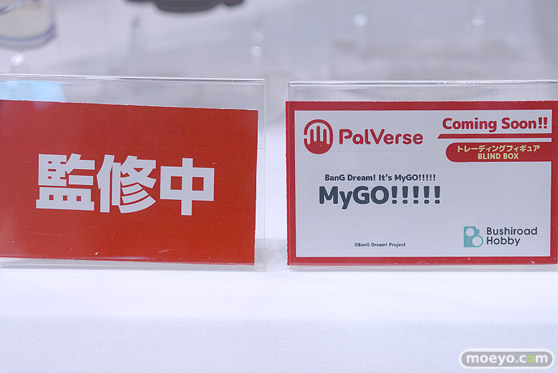 監修中
PalVerse
Coming Soon!!
トレーディングフィギュア
BLIND BOX
BanG Dream! It's MyGO!!!!!
MyGO!!!!!
Bushiroad
Hobby
©BanG Dream! Project
moeyo.com